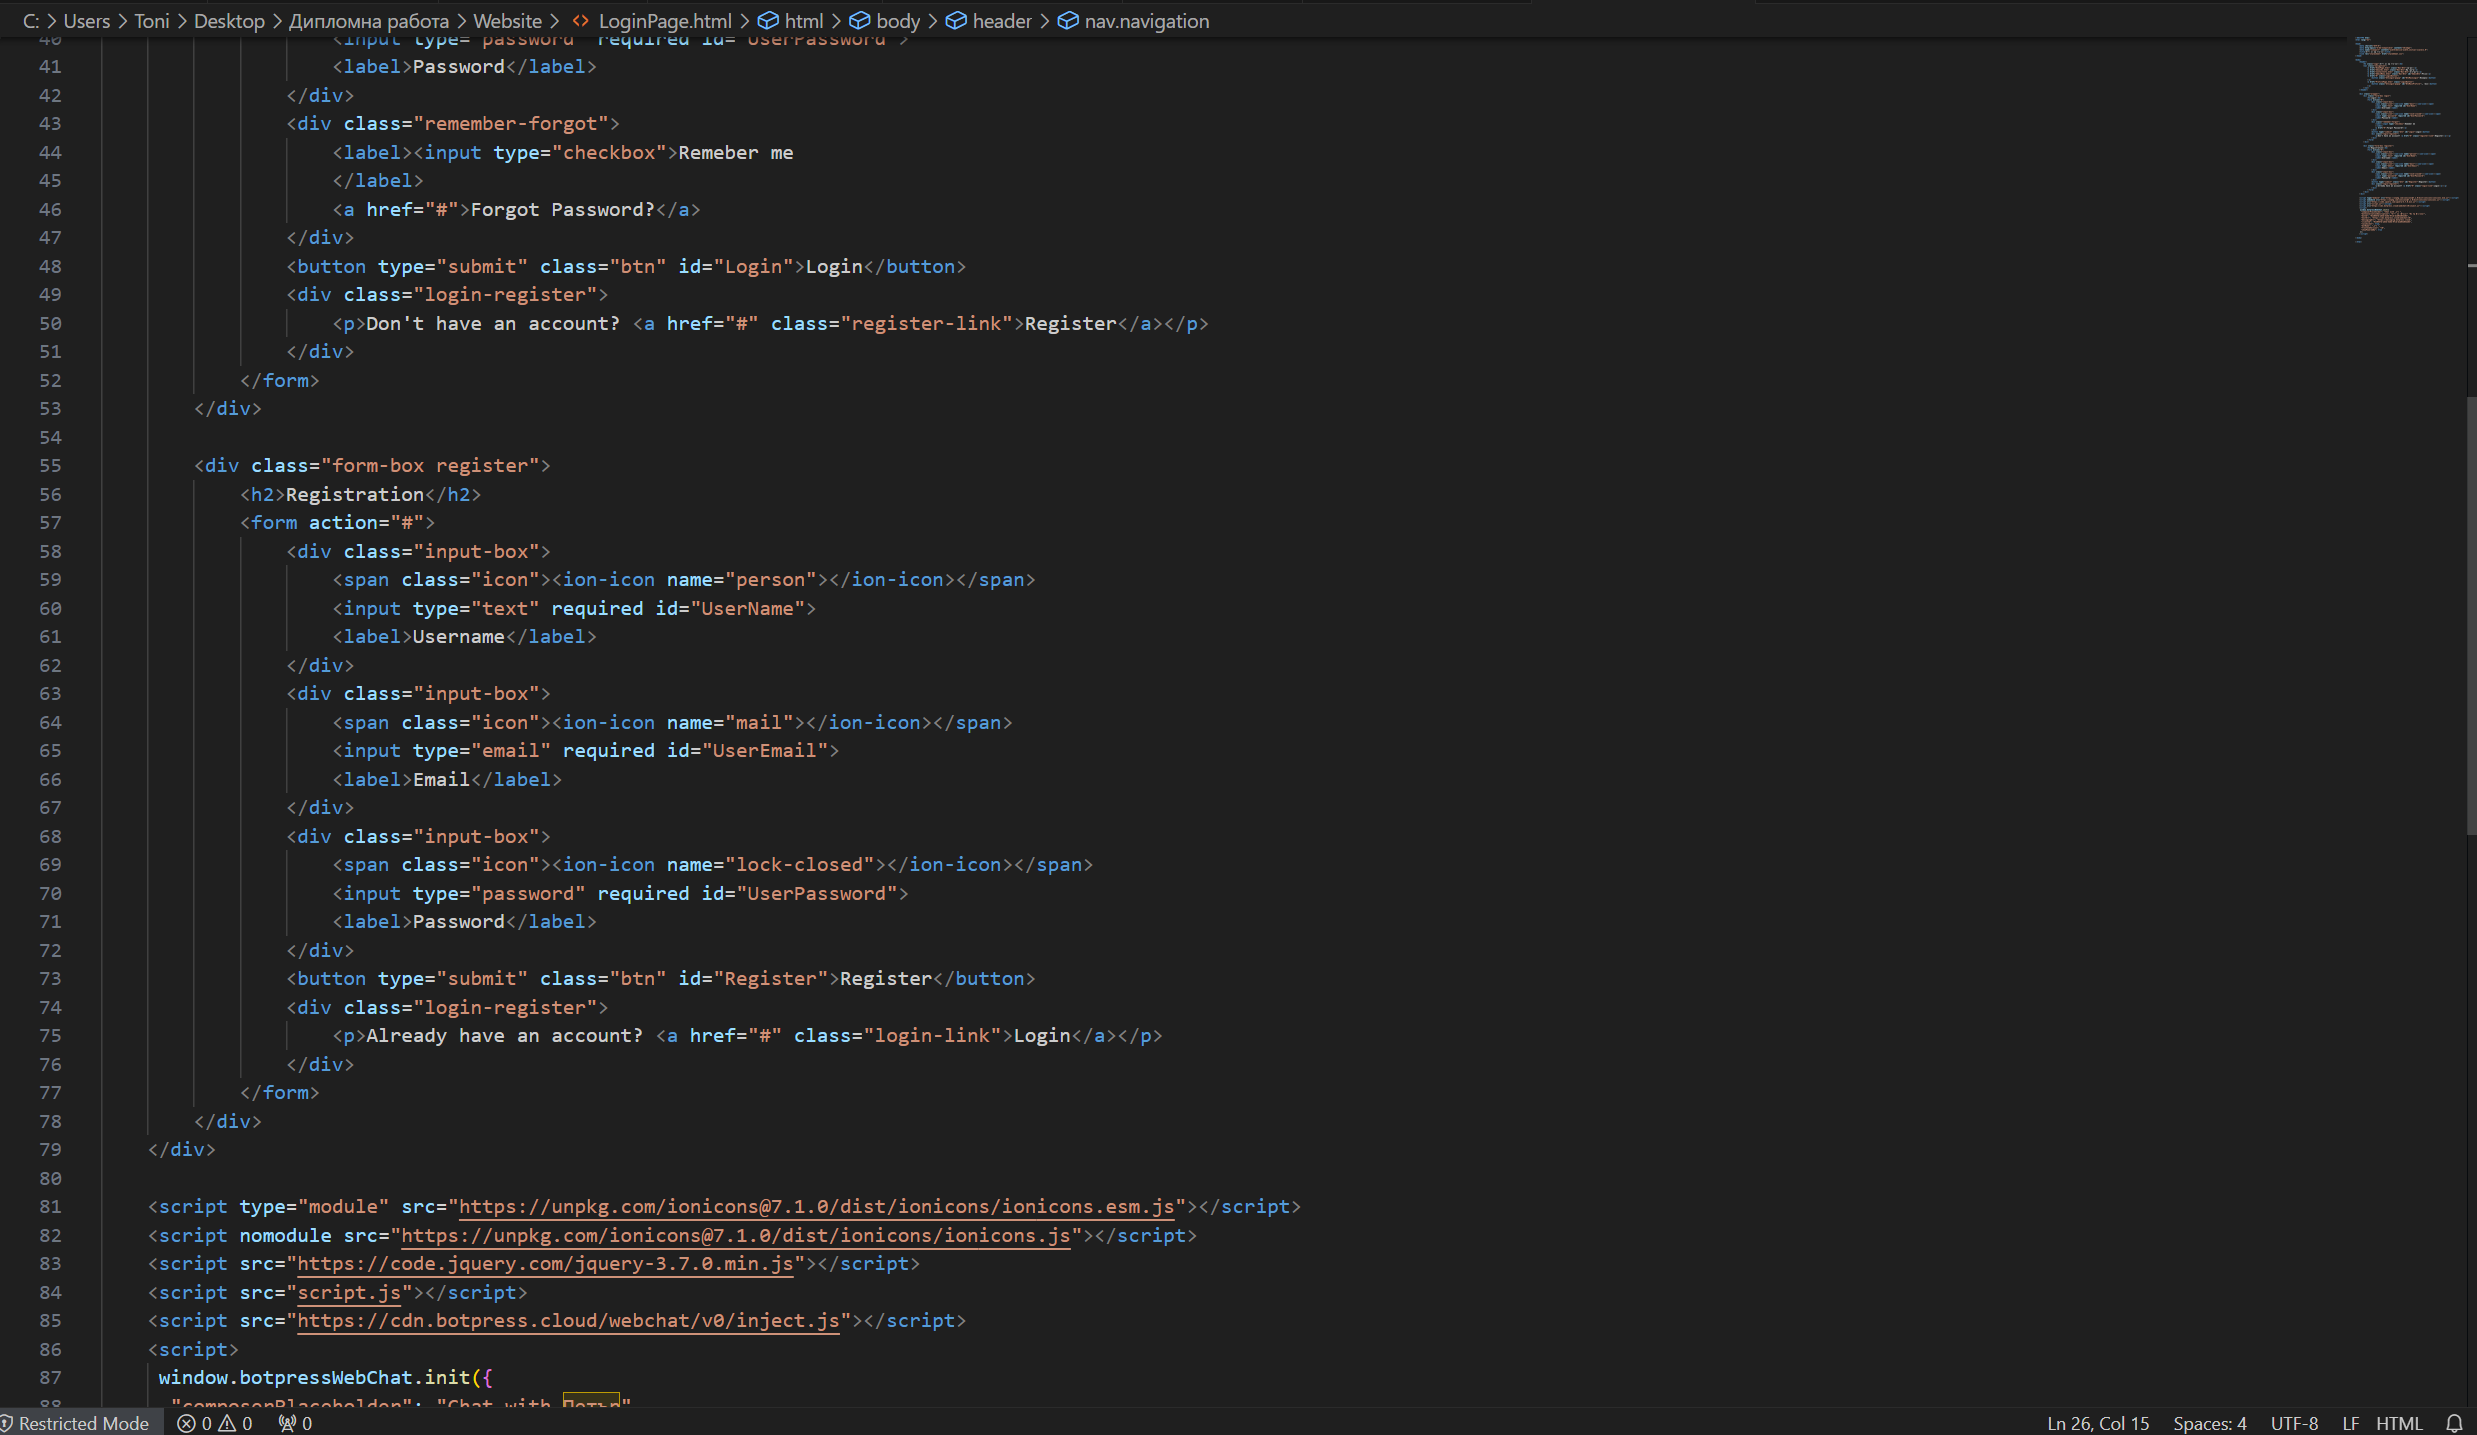 C: > Users > Toni > Desktop > Дипломна работа > Website > <> LoginPage.html > html > body > header > nav.navigation
40 <input type="password" required id="UserPassword">
41 <label>Password</label>
42 </div>
43 <div class="remember-forgot">
44 <label><input type="checkbox">Remeber me
45 </label>
46 <a href="#">Forgot Password?</a>
47 </div>
48 <button type="submit" class="btn" id="Login">Login</button>
49 <div class="login-register">
50 <p>Don't have an account? <a href="#" class="register-link">Register</a></p>
51 </div>
52 </form>
53 </div>
54
55 <div class="form-box register">
56 <h2>Registration</h2>
57 <form action="#">
58 <div class="input-box">
59 <span class="icon"><ion-icon name="person"></ion-icon></span>
60 <input type="text" required id="UserName">
61 <label>Username</label>
62 </div>
63 <div class="input-box">
64 <span class="icon"><ion-icon name="mail"></ion-icon></span>
65 <input type="email" required id="UserEmail">
66 <label>Email</label>
67 </div>
68 <div class="input-box">
69 <span class="icon"><ion-icon name="lock-closed"></ion-icon></span>
70 <input type="password" required id="UserPassword">
71 <label>Password</label>
72 </div>
73 <button type="submit" class="btn" id="Register">Register</button>
74 <div class="login-register">
75 <p>Already have an account? <a href="#" class="login-link">Login</a></p>
76 </div>
77 </form>
78 </div>
79 </div>
80
81 <script type="module" src="https://unpkg.com/ionicons@7.1.0/dist/ionicons/ionicons.esm.js"></script>
82 <script nomodule src="https://unpkg.com/ionicons@7.1.0/dist/ionicons/ionicons.js"></script>
83 <script src="https://code.jquery.com/jquery-3.7.0.min.js"></script>
84 <script src="script.js"></script>
85 <script src="https://cdn.botpress.cloud/webchat/v0/inject.js"></script>
86 <script>
87 window.botpressWebChat.init({
88 "composerPlaceholder": "Chat with Петър"
Restricted Mode 0 0 0 Ln 26, Col 15 Spaces: 4 UTF-8 LF HTML